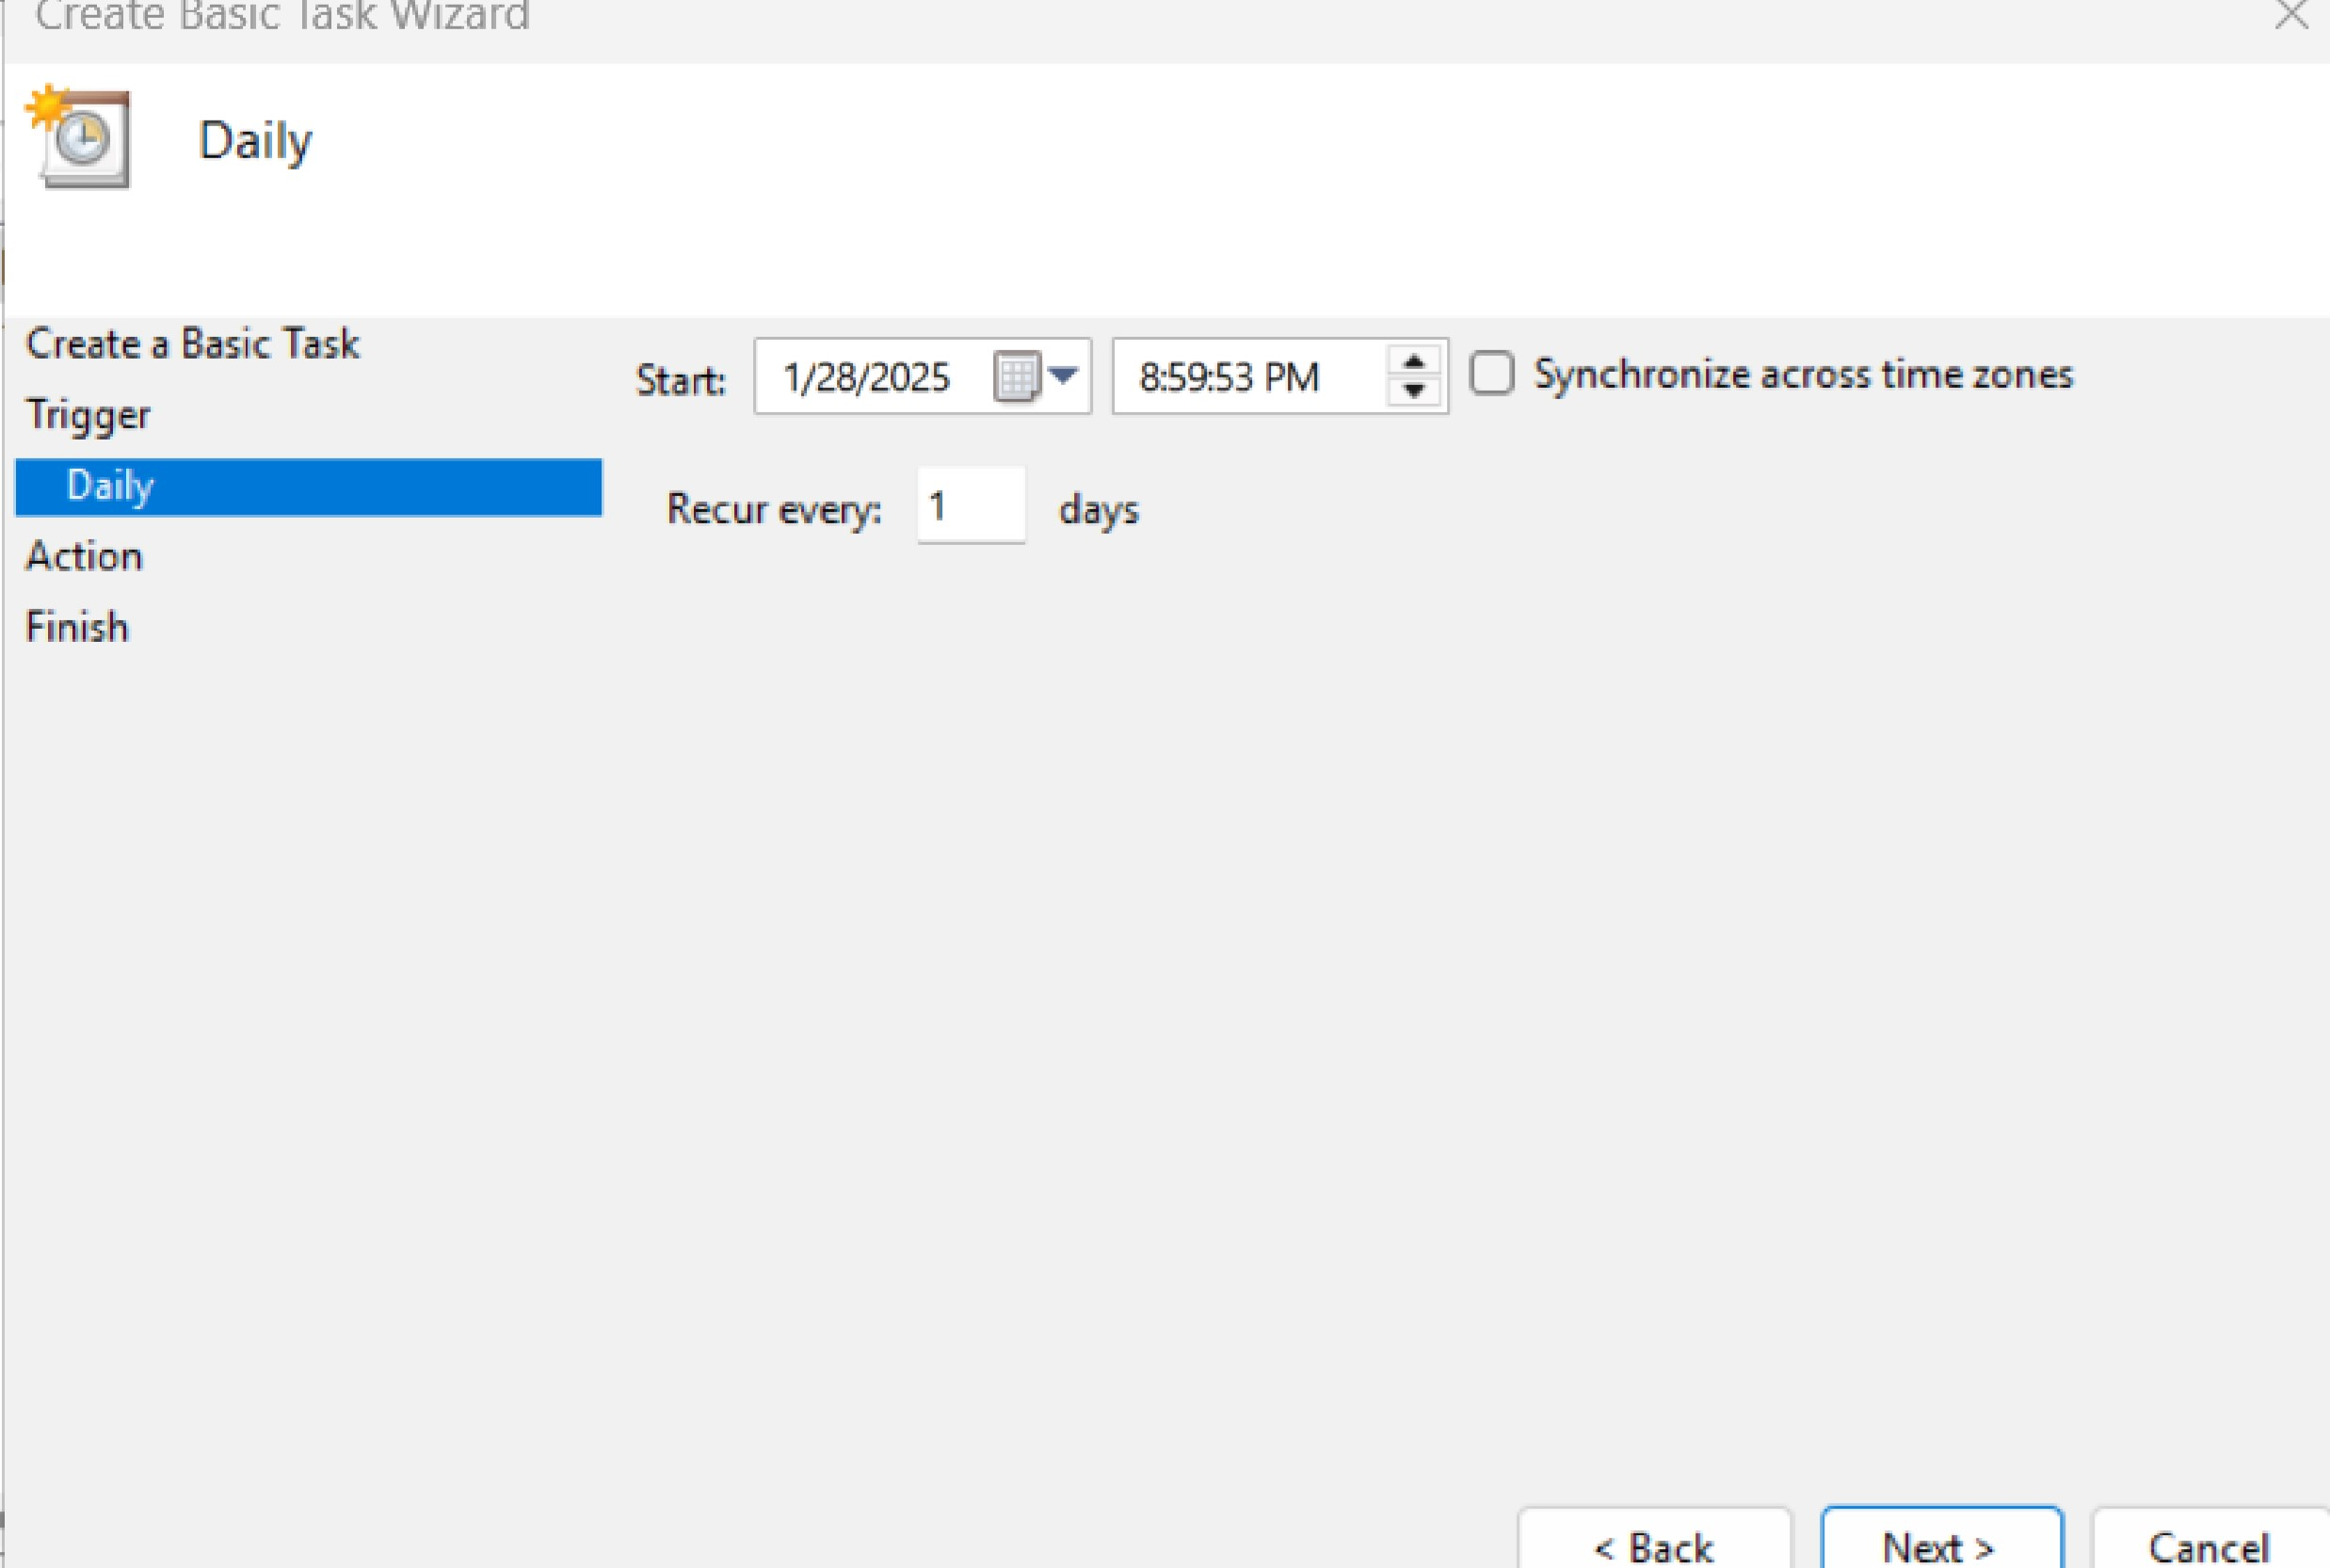 Create Basic Task Wizard
Daily
Create a Basic Task
Trigger
Daily
Action
Finish
Start: 1/28/2025 8:59:53 PM Synchronize across time zones
Recur every: 1 days
< Back Next > Cancel